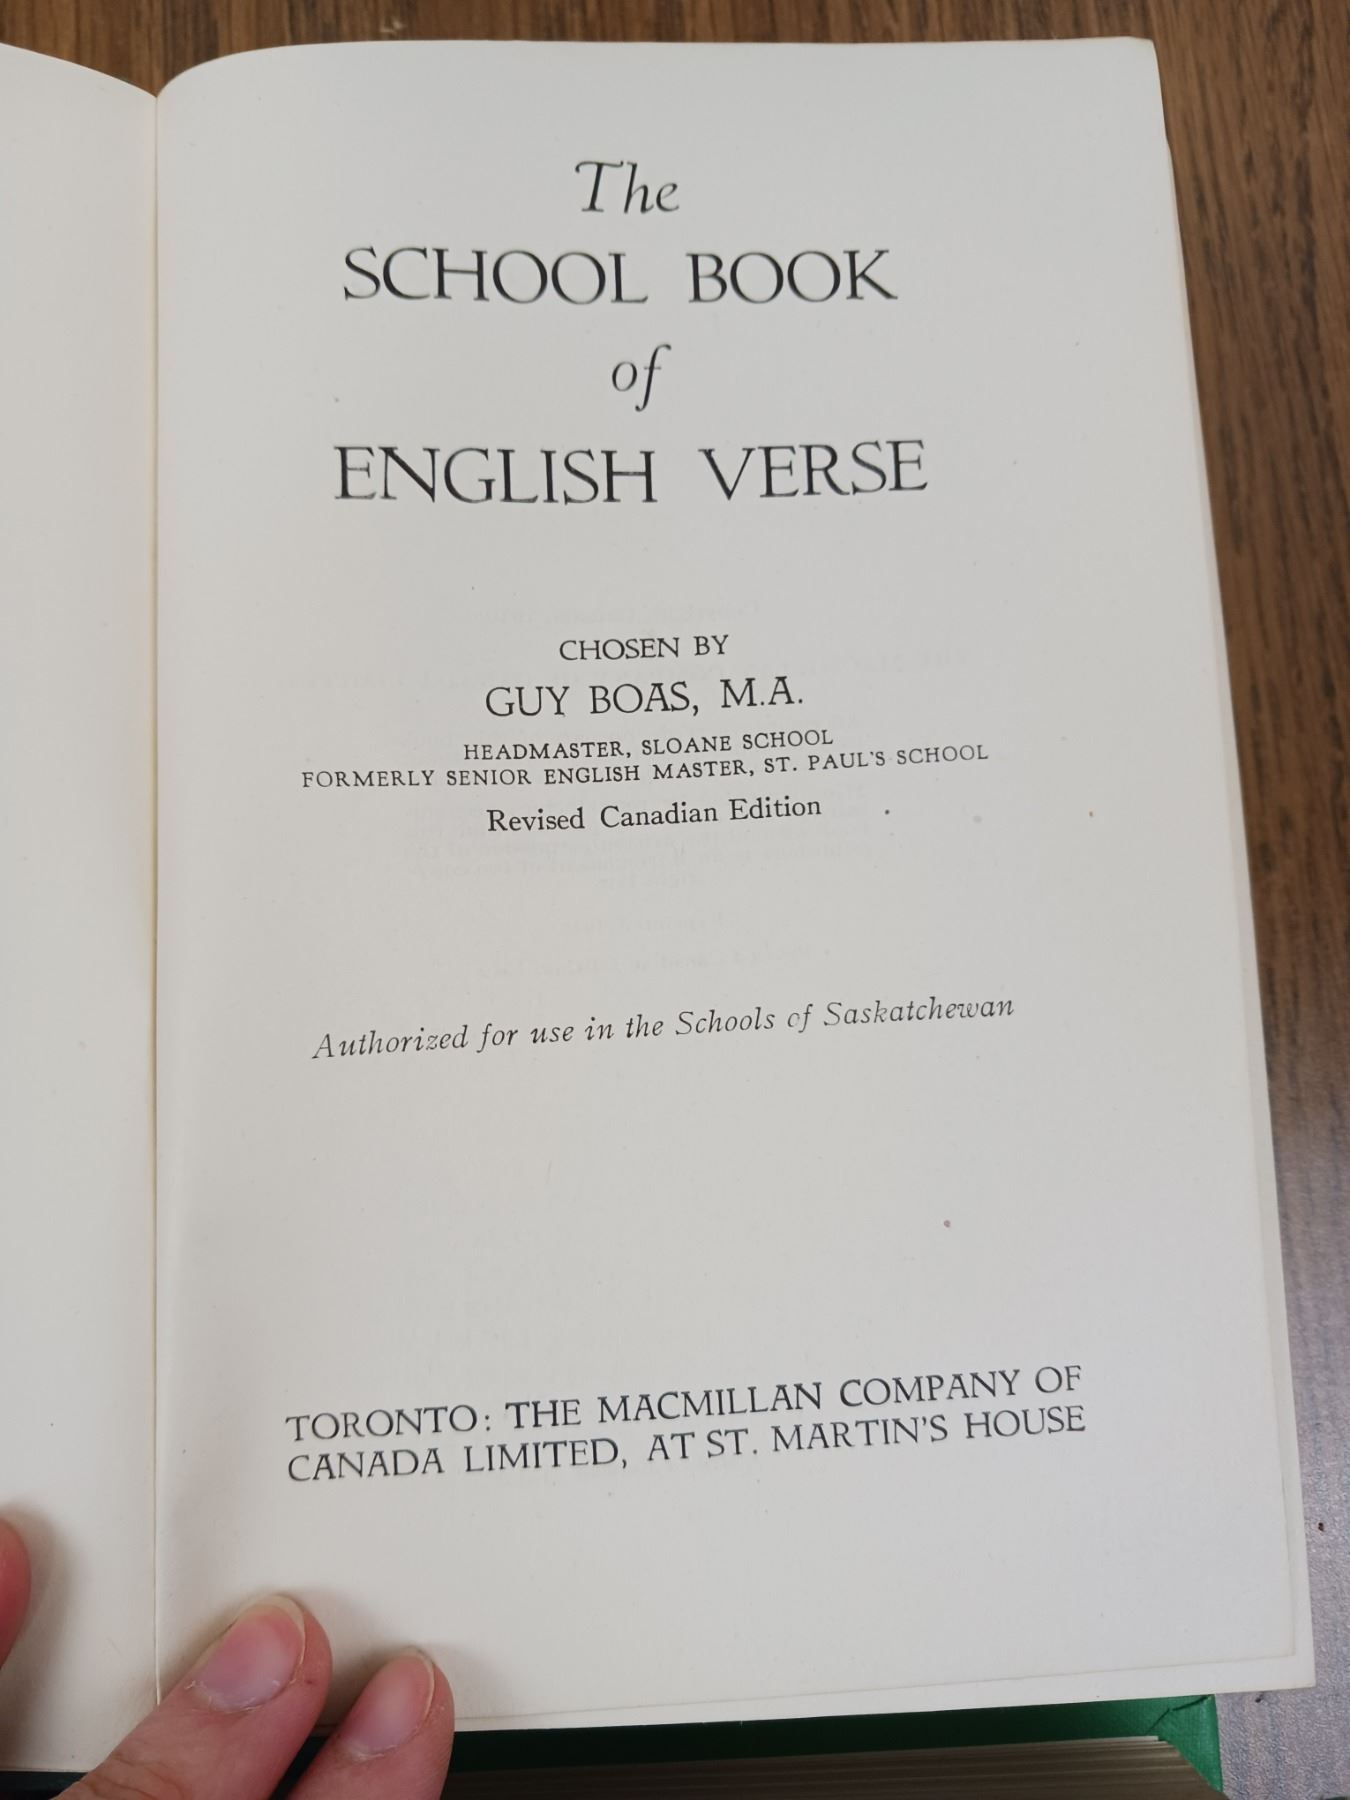 The
SCHOOL BOOK
of
ENGLISH VERSE
CHOSEN BY
GUY BOAS, M.A.
HEADMASTER, SLOANE SCHOOL
FORMERLY SENIOR ENGLISH MASTER, ST. PAUL'S SCHOOL
Revised Canadian Edition
Authorized for use in the Schools of Saskatchewan
TORONTO: THE MACMILLAN COMPANY OF
CANADA LIMITED, AT ST. MARTIN'S HOUSE